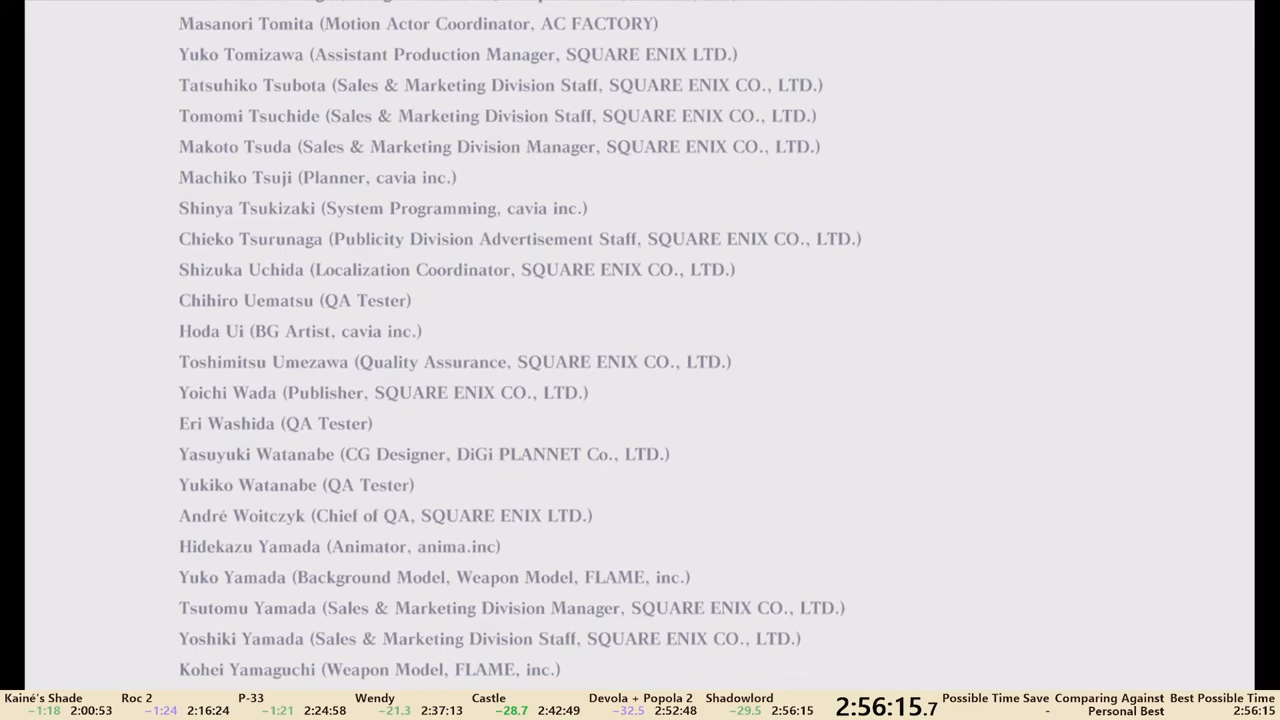 Masanori Tomita (Motion Actor Coordinator, AC FACTORY)
Yuko Tomizawa (Assistant Production Manager, SQUARE ENIX LTD.)
Tatsuhiko Tsubota (Sales & Marketing Division Staff, SQUARE ENIX CO., LTD.)
Tomomi Tsuchide (Sales & Marketing Division Staff, SQUARE ENIX CO., LTD.)
Makoto Tsuda (Sales & Marketing Division Manager, SQUARE ENIX CO., LTD.)
Machiko Tsuji (Planner, cavia inc.)
Shinya Tsukizaki (System Programming, cavia inc.)
Chieko Tsurunaga (Publicity Division Advertisement Staff, SQUARE ENIX CO., LTD.)
Shizuka Uchida (Localization Coordinator, SQUARE ENIX CO., LTD.)
Chihiro Uematsu (QA Tester)
Hoda Ui (BG Artist, cavia inc.)
Toshimitsu Umezawa (Quality Assurance, SQUARE ENIX CO., LTD.)
Yoichi Wada (Publisher, SQUARE ENIX CO., LTD.)
Eri Washida (QA Tester)
Yasuyuki Watanabe (CG Designer, DiGi PLANNET Co., LTD.)
Yukiko Watanabe (QA Tester)
André Woitczyk (Chief of QA, SQUARE ENIX LTD.)
Hidekazu Yamada (Animator, anima.inc)
Yuko Yamada (Background Model, Weapon Model, FLAME, inc.)
Tsutomu Yamada (Sales & Marketing Division Manager, SQUARE ENIX CO., LTD.)
Yoshiki Yamada (Sales & Marketing Division Staff, SQUARE ENIX CO., LTD.)
Kohei Yamaguchi (Weapon Model, FLAME, inc.)
Kainé's Shade Roc 2 P-33 Wendy Castle Devola + Popola 2 Shadowlord 2:56:15.7 Possible Time Save Comparing Against Best Possible Time
−1:18 2:00:53 −1:24 2:16:24 −1:21 2:24:58 −21.3 2:37:13 −28.7 2:42:49 −32.5 2:52:48 −29.5 2:56:15 - Personal Best 2:56:15